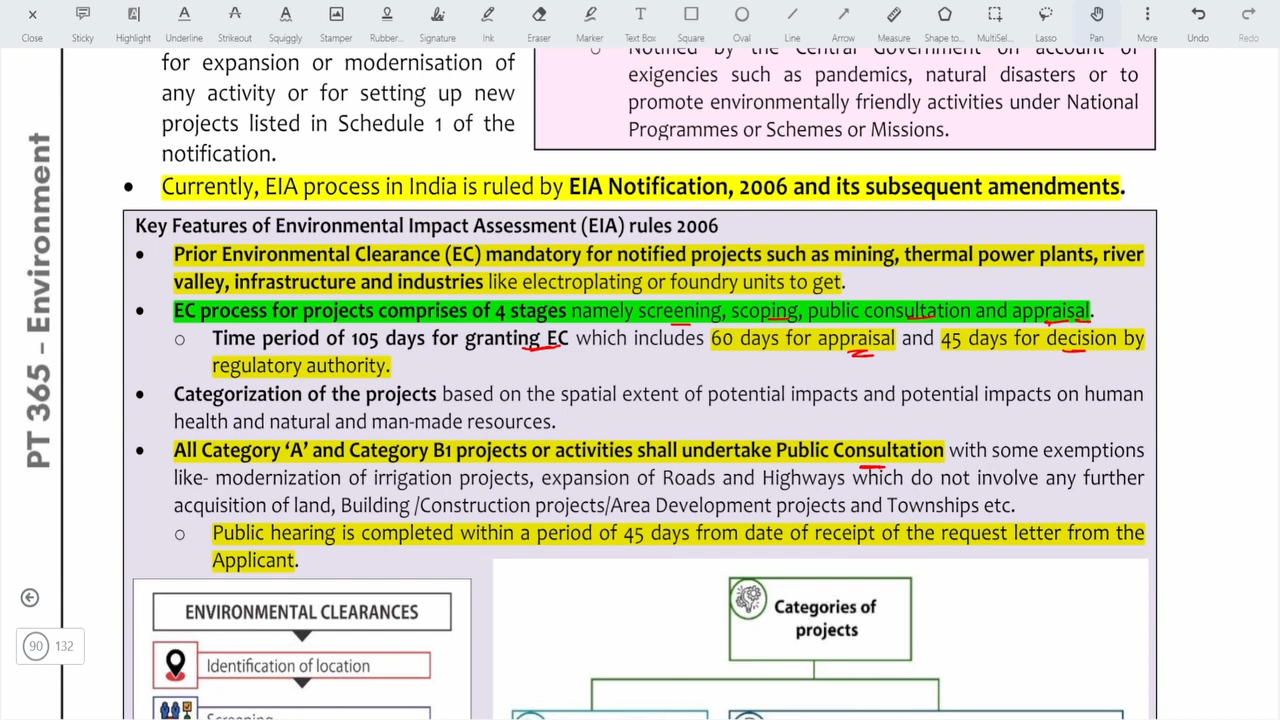 Close Sticky Highlight Underline Strikeout Squiggly Stamper Rubber... Signature Ink Eraser Marker Text Box Square Oval Line Arrow Measure Shape to... MultiSel... Lasso Pan More Undo Redo
for expansion or modernisation of
any activity or for setting up new
projects listed in Schedule 1 of the
notification.
Notified by the Central Government on account of
exigencies such as pandemics, natural disasters or to
promote environmentally friendly activities under National
Programmes or Schemes or Missions.
PT 365 – Environment
• Currently, EIA process in India is ruled by EIA Notification, 2006 and its subsequent amendments.
Key Features of Environmental Impact Assessment (EIA) rules 2006
• Prior Environmental Clearance (EC) mandatory for notified projects such as mining, thermal power plants, river
valley, infrastructure and industries like electroplating or foundry units to get.
• EC process for projects comprises of 4 stages namely screening, scoping, public consultation and appraisal.
o Time period of 105 days for granting EC which includes 60 days for appraisal and 45 days for decision by
regulatory authority.
• Categorization of the projects based on the spatial extent of potential impacts and potential impacts on human
health and natural and man-made resources.
• All Category ‘A’ and Category B1 projects or activities shall undertake Public Consultation with some exemptions
like- modernization of irrigation projects, expansion of Roads and Highways which do not involve any further
acquisition of land, Building /Construction projects/Area Development projects and Townships etc.
o Public hearing is completed within a period of 45 days from date of receipt of the request letter from the
Applicant.
90 132
ENVIRONMENTAL CLEARANCES
Identification of location
Screening
Categories of
projects